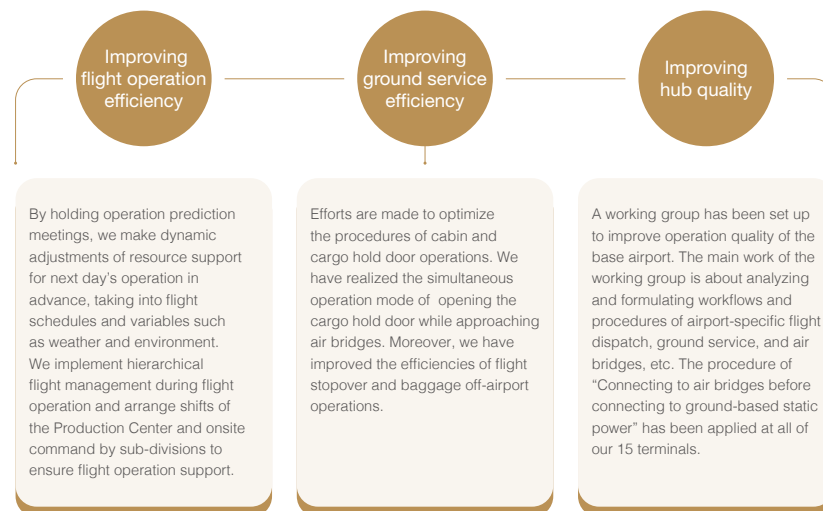 Improving
flight operation
efficiency
Improving
ground service
efficiency
Improving
hub quality
By holding operation prediction
meetings, we make dynamic
adjustments of resource support
for next day's operation in
advance, taking into flight
schedules and variables such
as weather and environment.
We implement hierarchical
flight management during flight
operation and arrange shifts of
the Production Center and onsite
command by sub-divisions to
ensure flight operation support.
Efforts are made to optimize
the procedures of cabin and
cargo hold door operations. We
have realized the simultaneous
operation mode of  opening the
cargo hold door while approaching
air bridges. Moreover, we have
improved the efficiencies of flight
stopover and baggage off-airport
operations.
A working group has been set up
to improve operation quality of the
base airport. The main work of the
working group is about analyzing
and formulating workflows and
procedures of airport-specific flight
dispatch, ground service, and air
bridges, etc. The procedure of
“Connecting to air bridges before
connecting to ground-based static
power” has been applied at all of
our 15 terminals.